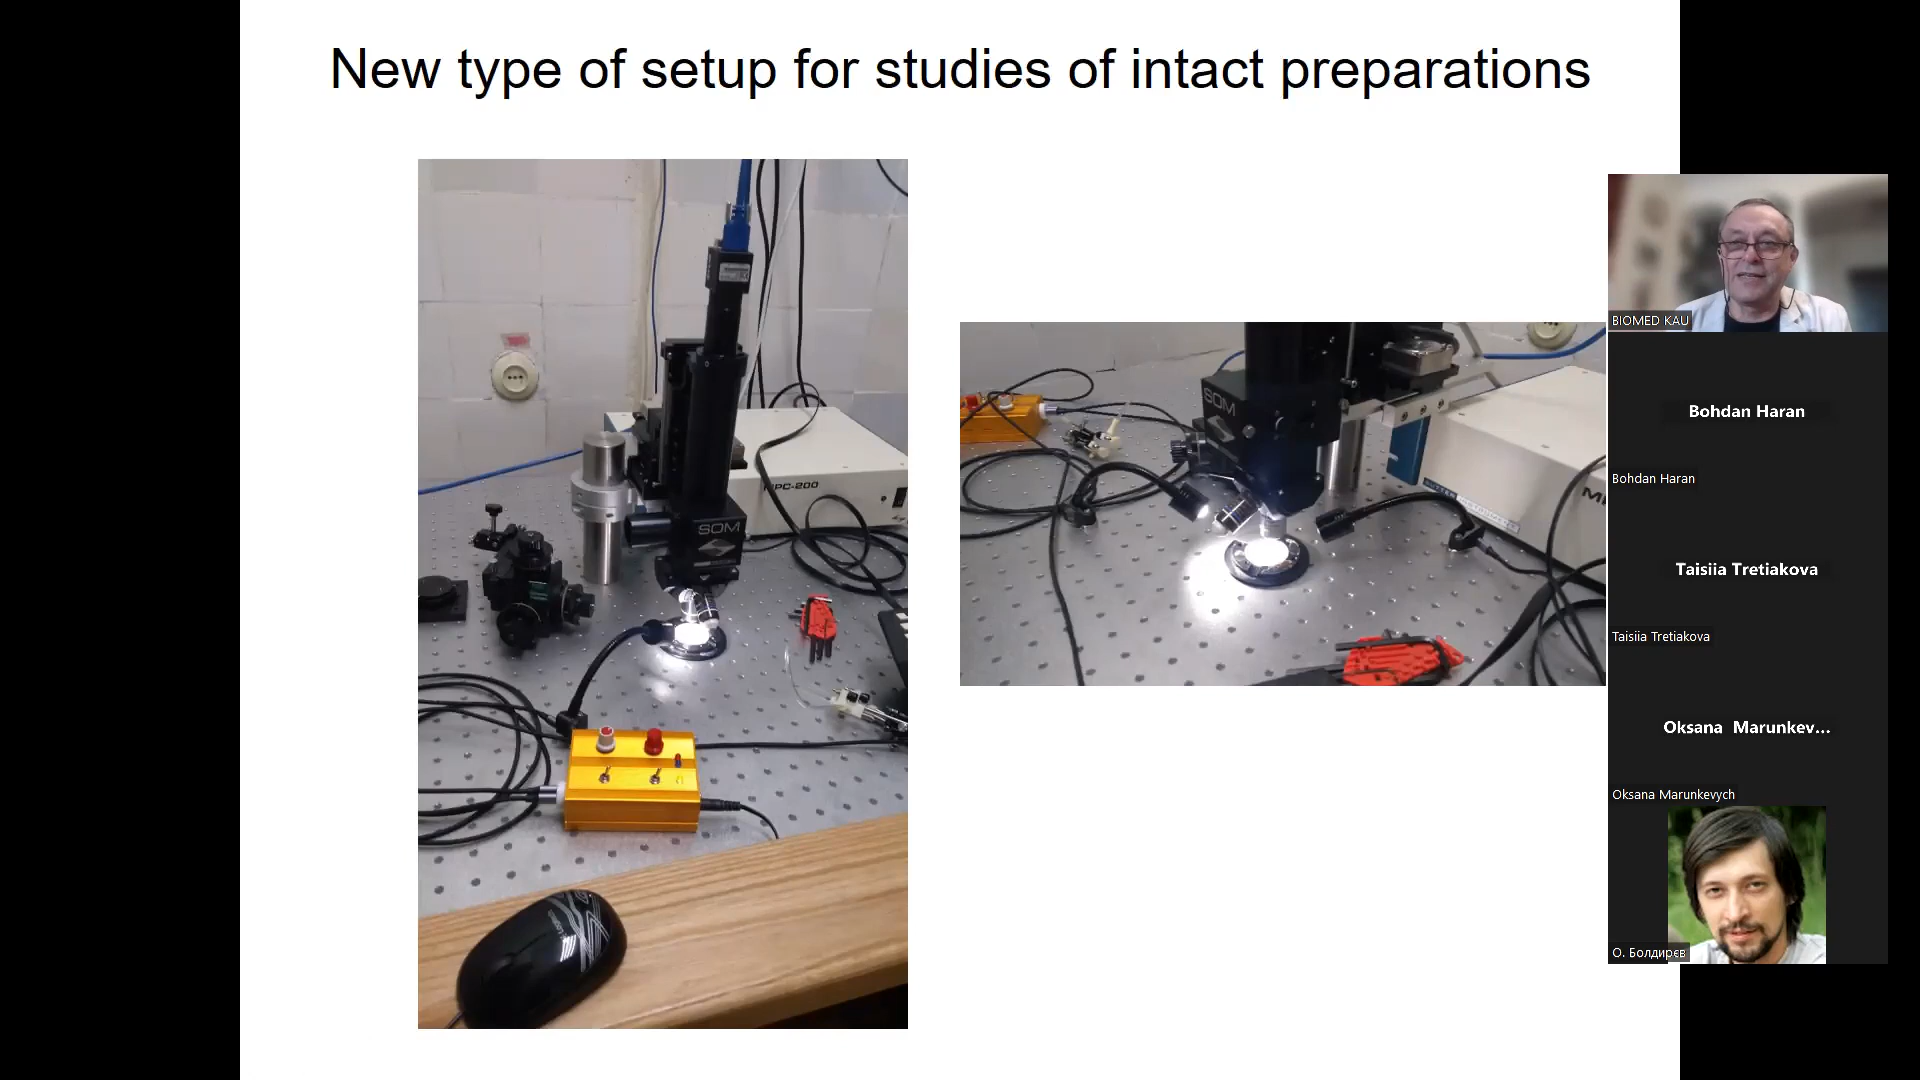 New type of setup for studies of intact preparations
MPC-200
SOM
SOM
BIOMED KAU
Bohdan Haran
Bohdan Haran
Taisiia Tretiakova
Taisiia Tretiakova
Oksana Marunkev...
Oksana Marunkevych
О. Болдирєв